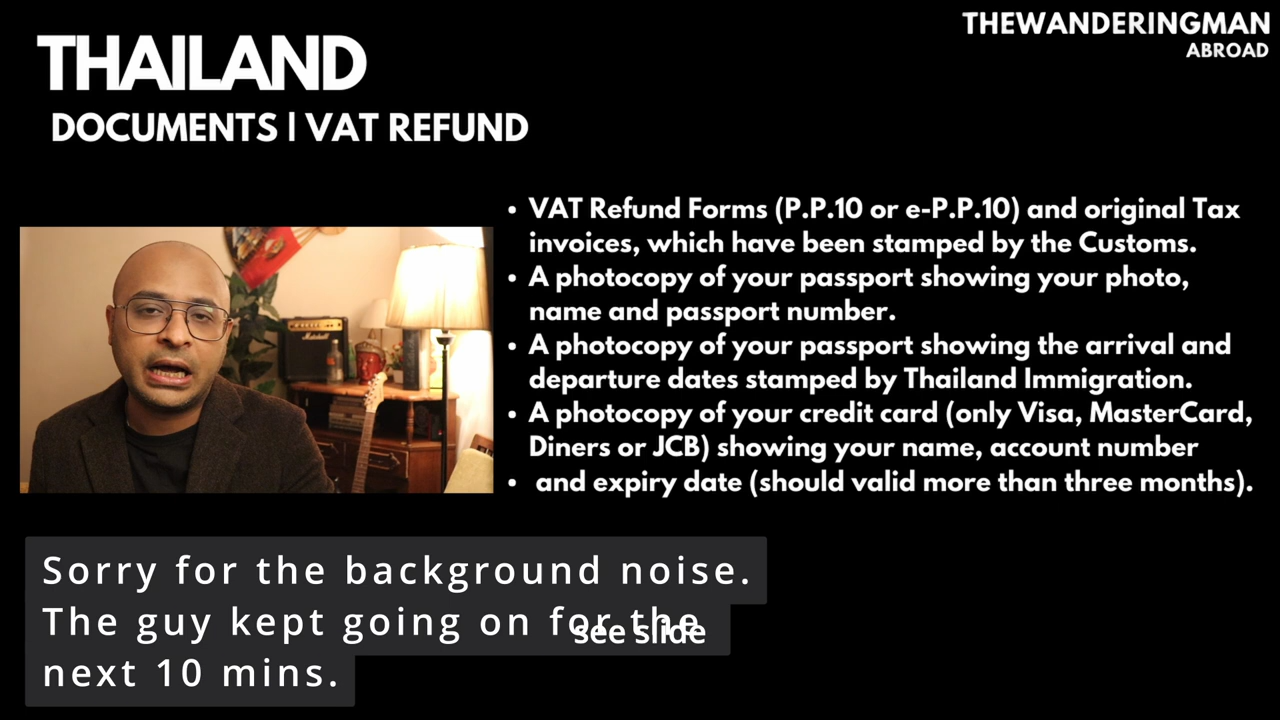 THAILAND
DOCUMENTS | VAT REFUND
THEWANDERINGMAN
ABROAD
• VAT Refund Forms (P.P.10 or e-P.P.10) and original Tax
invoices, which have been stamped by the Customs.
• A photocopy of your passport showing your photo,
name and passport number.
• A photocopy of your passport showing the arrival and
departure dates stamped by Thailand Immigration.
• A photocopy of your credit card (only Visa, MasterCard,
Diners or JCB) showing your name, account number
• and expiry date (should valid more than three months).
Marshall
Sorry for the background noise.
The guy kept going on for the
see slide
next 10 mins.